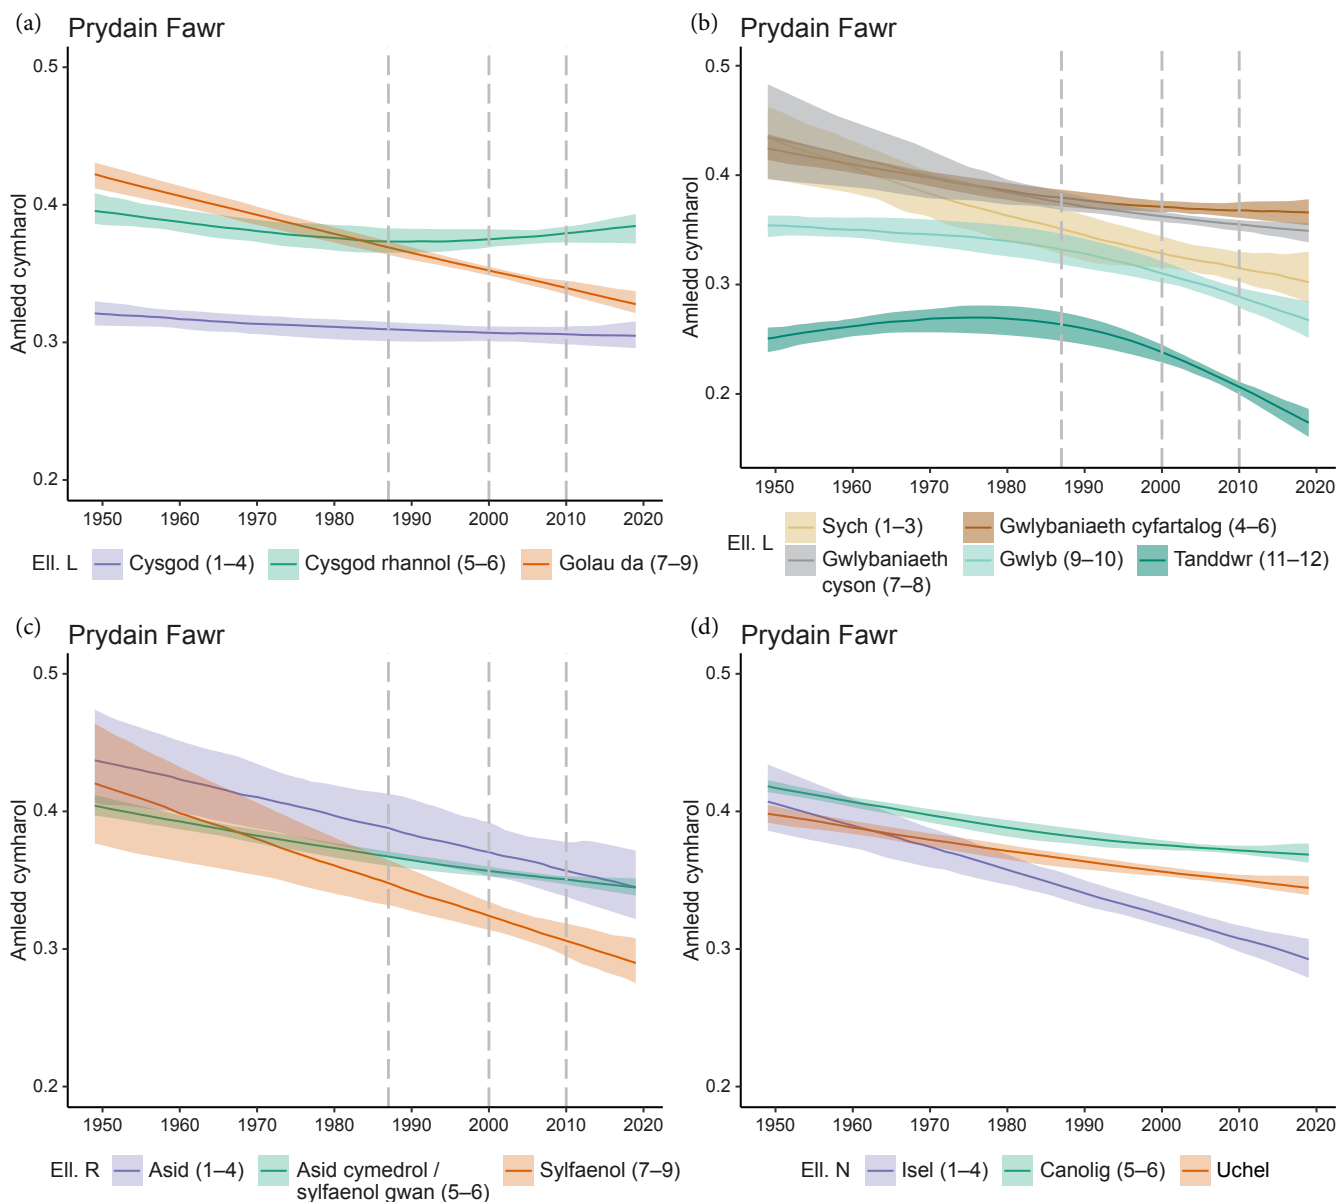 (a)
Prydain Fawr
0.5
0.4
0.3
0.2
Amledd cymharol
1950 1960 1970 1980 1990 2000 2010 2020
Ell. L Cysgod (1–4) Cysgod rhannol (5–6) Golau da (7–9)
(b)
Prydain Fawr
0.5
0.4
0.3
0.2
Amledd cymharol
1950 1960 1970 1980 1990 2000 2010 2020
Ell. L
Sych (1–3) Gwlybaniaeth cyfartalog (4–6)
Gwlybaniaeth cyson (7–8) Gwlyb (9–10) Tanddwr (11–12)
(c)
Prydain Fawr
0.5
0.4
0.3
0.2
Amledd cymharol
1950 1960 1970 1980 1990 2000 2010 2020
Ell. R Asid (1–4) Asid cymedrol / sylfaenol gwan (5–6) Sylfaenol (7–9)
(d)
Prydain Fawr
0.5
0.4
0.3
0.2
Amledd cymharol
1950 1960 1970 1980 1990 2000 2010 2020
Ell. N Isel (1–4) Canolig (5–6) Uchel